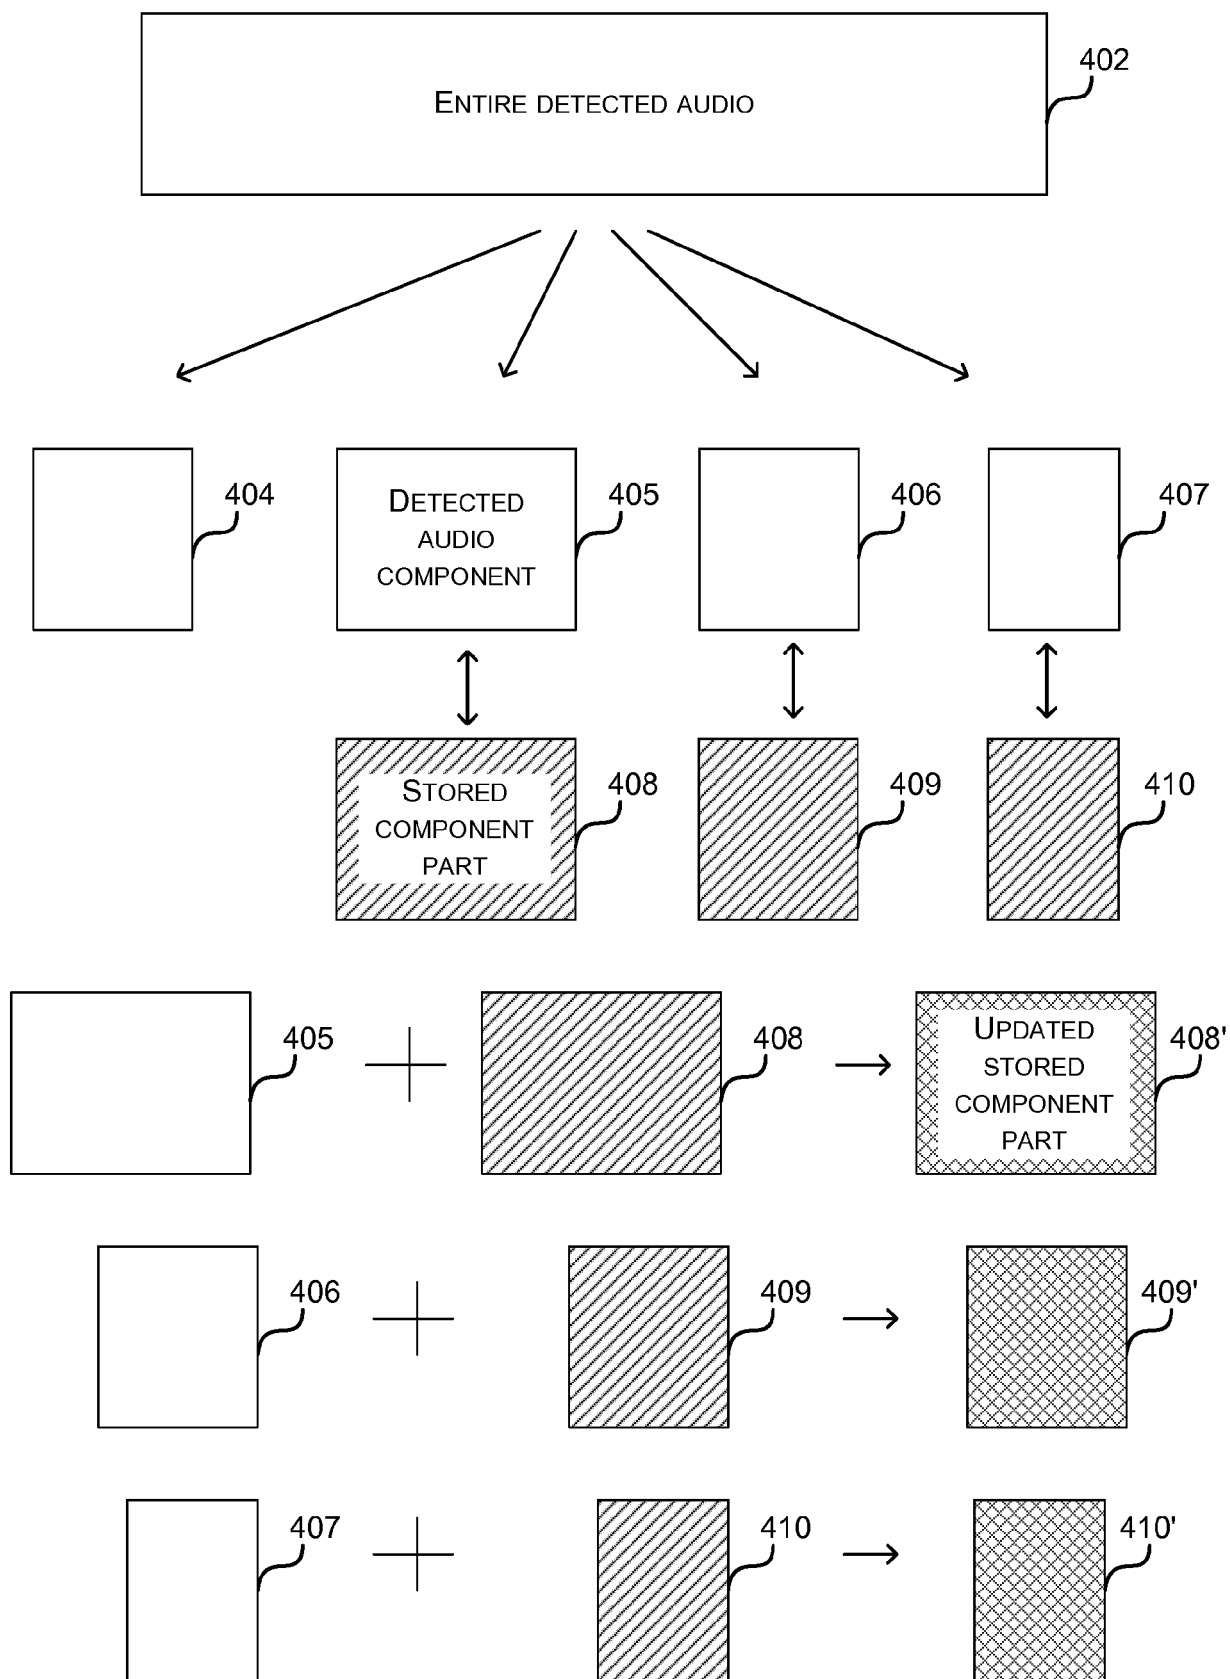 ENTIRE DETECTED AUDIO
402
404
DETECTED
AUDIO
COMPONENT
405
406
407
STORED
COMPONENT
PART
408
409
410
405
408
UPDATED
STORED
COMPONENT
PART
408'
406
409
409'
407
410
410'